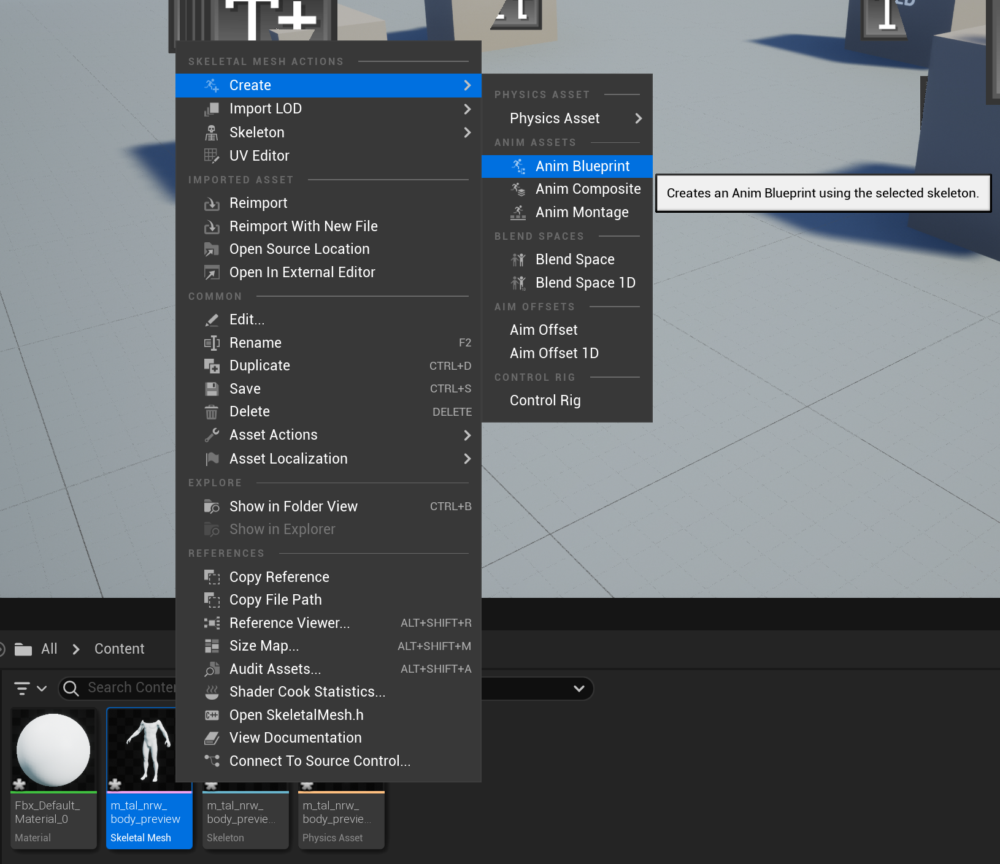 T+
SKELETAL MESH ACTIONS
Create
Import LOD
Skeleton
UV Editor
IMPORTED ASSET
Reimport
Reimport With New File
Open Source Location
Open In External Editor
COMMON
Edit...
Rename F2
Duplicate CTRL+D
Save CTRL+S
Delete DELETE
Asset Actions
Asset Localization
EXPLORE
Show in Folder View CTRL+B
Show in Explorer
REFERENCES
Copy Reference
Copy File Path
Reference Viewer... ALT+SHIFT+R
Size Map... ALT+SHIFT+M
Audit Assets... ALT+SHIFT+A
Shader Cook Statistics...
Open SkeletalMesh.h
View Documentation
Connect To Source Control...
PHYSICS ASSET
Physics Asset
ANIM ASSETS
Anim Blueprint
Anim Composite
Anim Montage
BLEND SPACES
Blend Space
Blend Space 1D
AIM OFFSETS
Aim Offset
Aim Offset 1D
CONTROL RIG
Control Rig
Creates an Anim Blueprint using the selected skeleton.
All > Content
Search Conte
Fbx_Default_
Material_0
Material
m_tal_nrw_
body_preview
Skeletal Mesh
m_tal_nrw_
body_previe...
Skeleton
m_tal_nrw_
body_previe...
Physics Asset